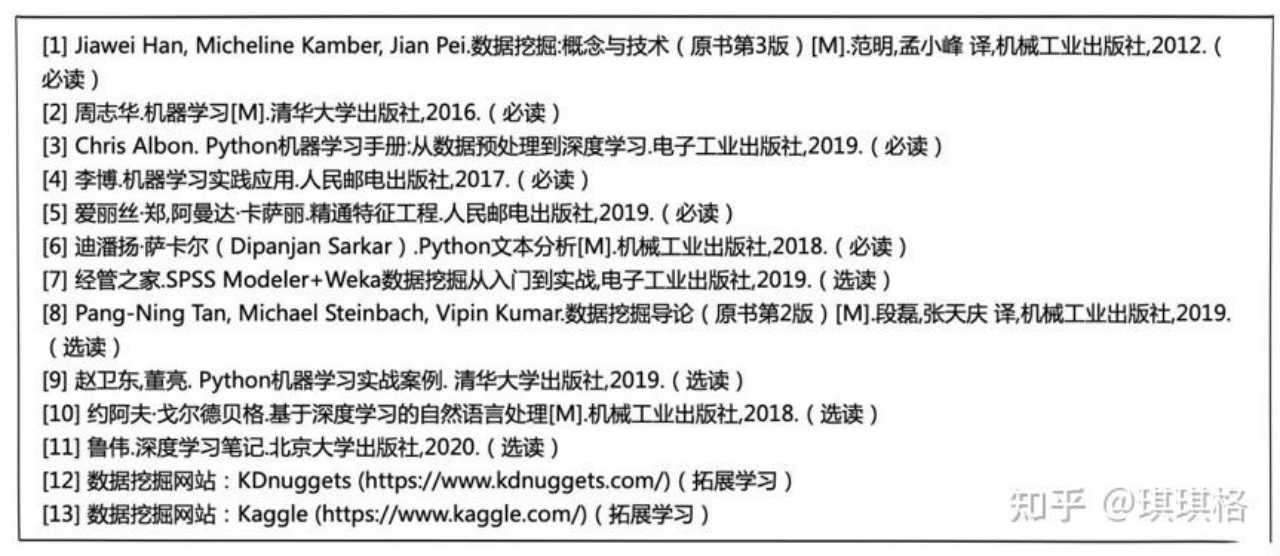 [1] Jiawei Han, Micheline Kamber, Jian Pei.数据挖掘:概念与技术（原书第3版）[M].范明,孟小峰 译,机械工业出版社,2012.（
必读）
[2] 周志华.机器学习[M].清华大学出版社,2016.（必读）
[3] Chris Albon. Python机器学习手册:从数据预处理到深度学习.电子工业出版社,2019.（必读）
[4] 李博.机器学习实践应用.人民邮电出版社,2017.（必读）
[5] 爱丽丝·郑,阿曼达·卡萨丽.精通特征工程.人民邮电出版社,2019.（必读）
[6] 迪潘扬·萨卡尔（Dipanjan Sarkar）.Python文本分析[M].机械工业出版社,2018.（必读）
[7] 经管之家.SPSS Modeler+Weka数据挖掘从入门到实战,电子工业出版社,2019.（选读）
[8] Pang-Ning Tan, Michael Steinbach, Vipin Kumar.数据挖掘导论（原书第2版）[M].段磊,张天庆 译,机械工业出版社,2019.
（选读）
[9] 赵卫东,董亮. Python机器学习实战案例. 清华大学出版社,2019.（选读）
[10] 约阿夫·戈尔德贝格.基于深度学习的自然语言处理[M].机械工业出版社,2018.（选读）
[11] 鲁伟.深度学习笔记.北京大学出版社,2020.（选读）
[12] 数据挖掘网站：KDnuggets (https://www.kdnuggets.com/)（拓展学习）
[13] 数据挖掘网站：Kaggle (https://www.kaggle.com/)（拓展学习）
知乎 @琪琪格